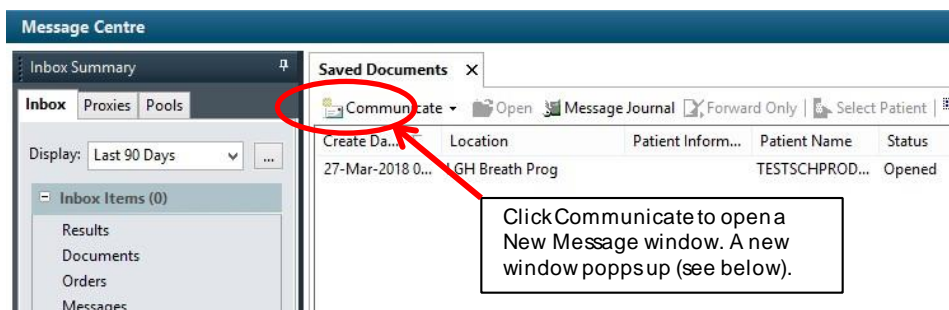 Message Centre
Inbox Summary
Inbox Proxies Pools
Display: Last 90 Days ...
Inbox Items (0)
Results
Documents
Orders
Messages
Saved Documents X
Communicate Open Message Journal Forward Only | Select Patient |
Create Da... Location Patient Inform... Patient Name Status
27-Mar-2018 0... LGH Breath Prog TESTSCHPROD... Opened
Click Communicate to open a
New Message window. A new
window popps up (see below).